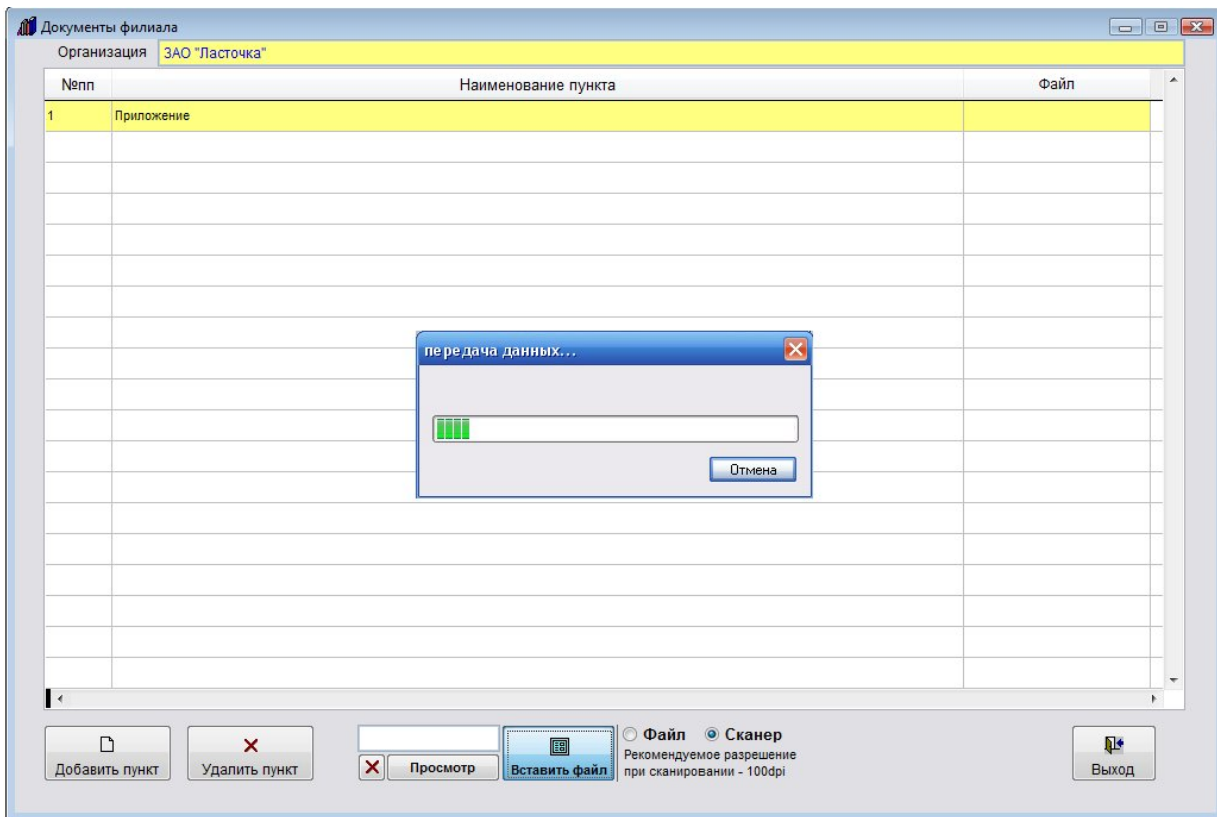 Документы филиала
Организация ЗАО "Ласточка"
№пп Наименование пункта Файл
1 Приложение
передача данных...
Отмена
Файл Сканер
Рекомендуемое разрешение
при сканировании - 100dpi
Добавить пункт Удалить пункт Просмотр Вставить файл Выход